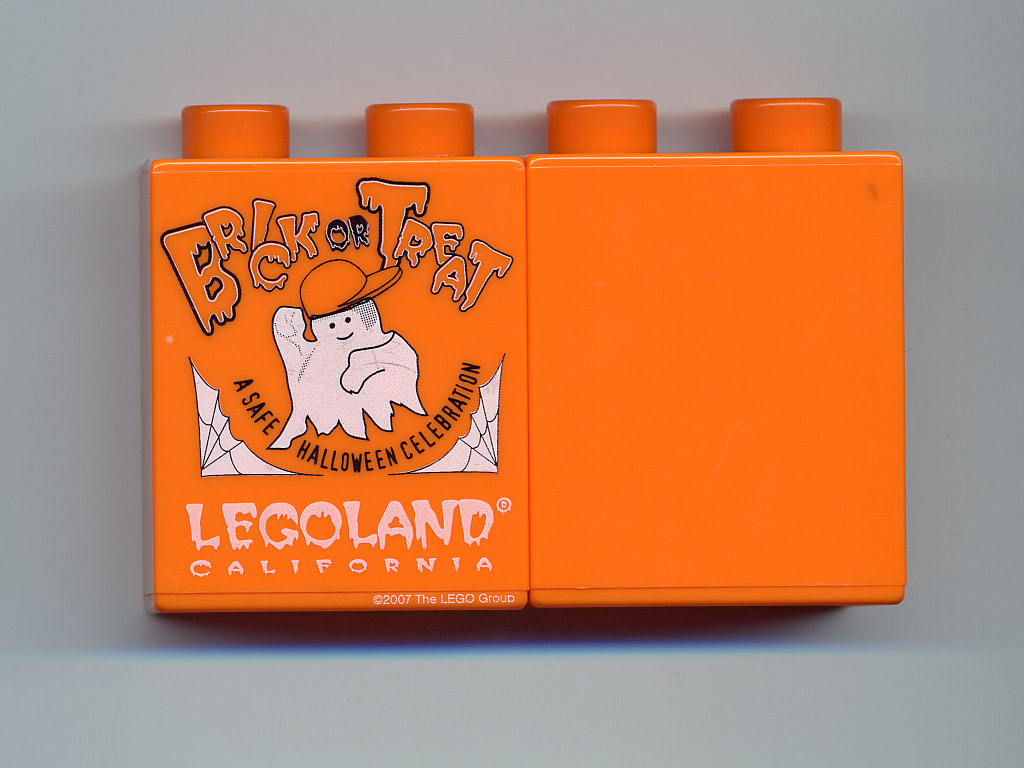 BRICK OR TREAT
A SAFE HALLOWEEN CELEBRATION
LEGOLAND®
CALIFORNIA
©2007 The LEGO Group